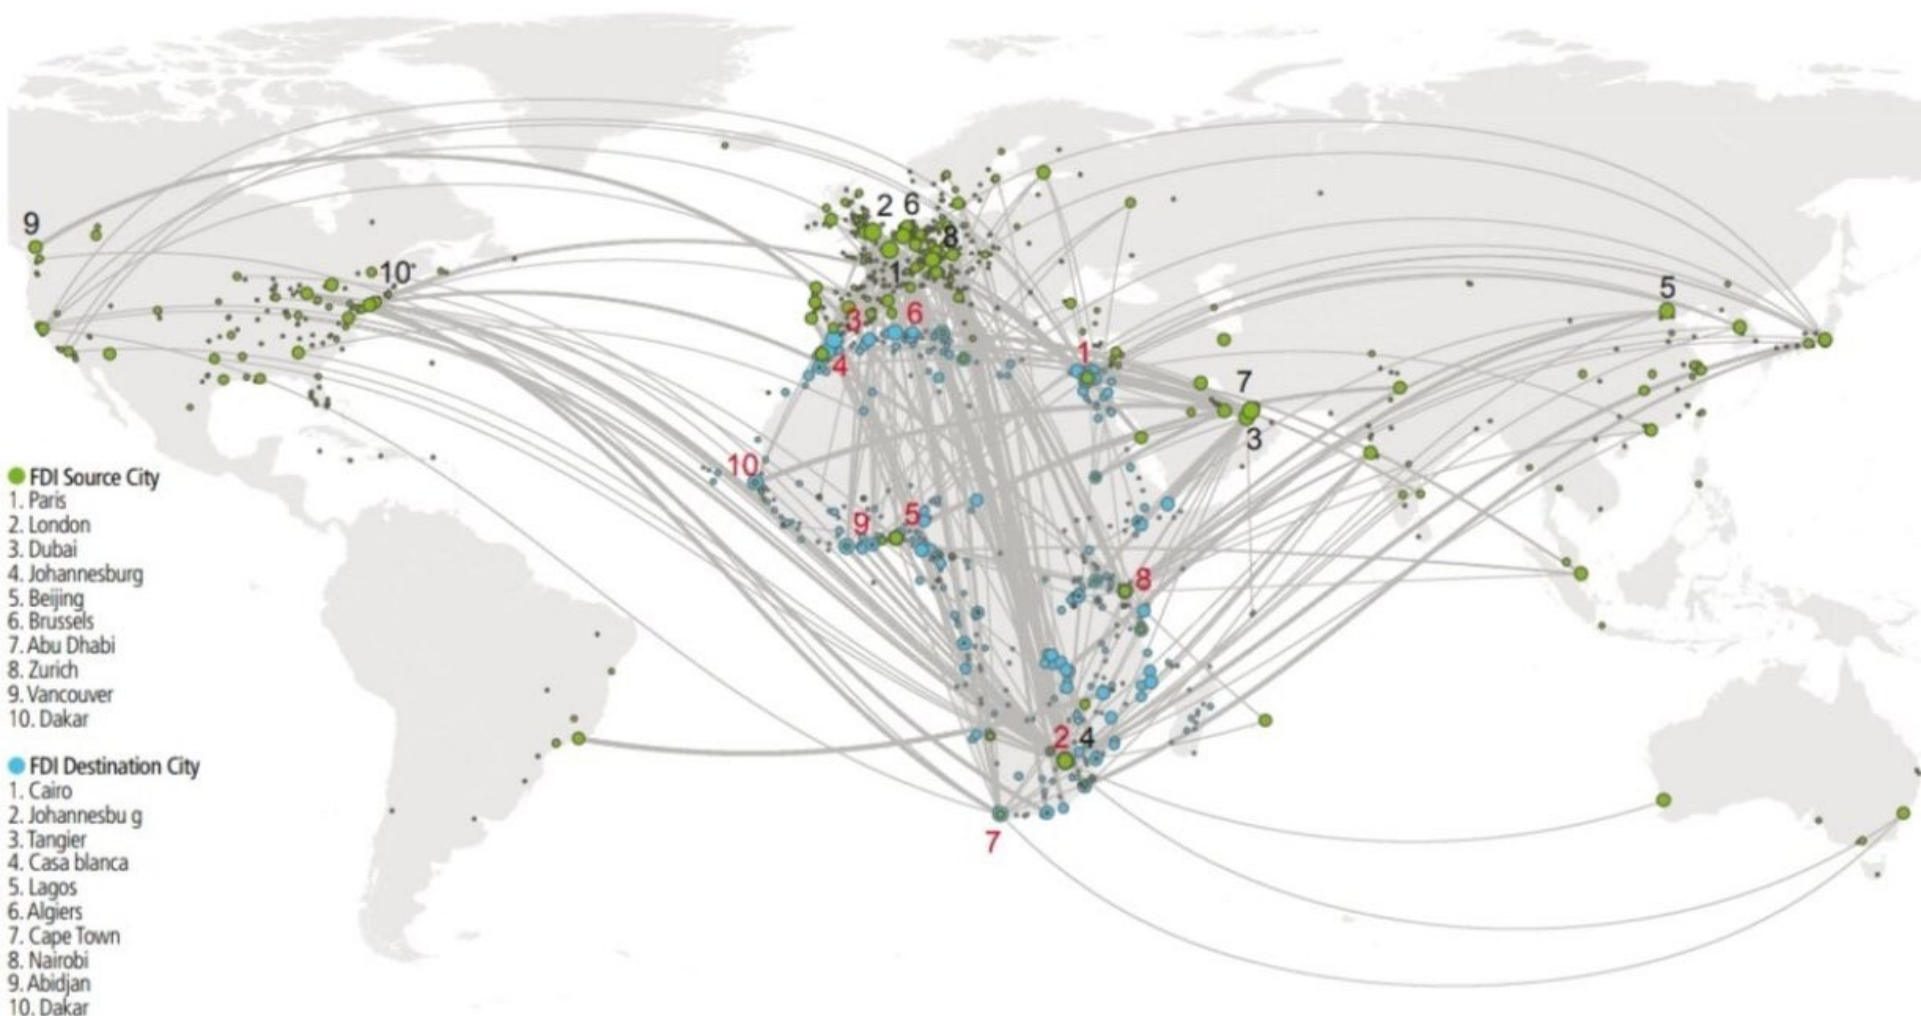 2 6
9
8
10
1
5
3 6
1
4
7
3
10
9 5
8
2 4
7
FDI Source City
1. Paris
2. London
3. Dubai
4. Johannesburg
5. Beijing
6. Brussels
7. Abu Dhabi
8. Zurich
9. Vancouver
10. Dakar
FDI Destination City
1. Cairo
2. Johannesbu g
3. Tangier
4. Casa blanca
5. Lagos
6. Algiers
7. Cape Town
8. Nairobi
9. Abidjan
10. Dakar